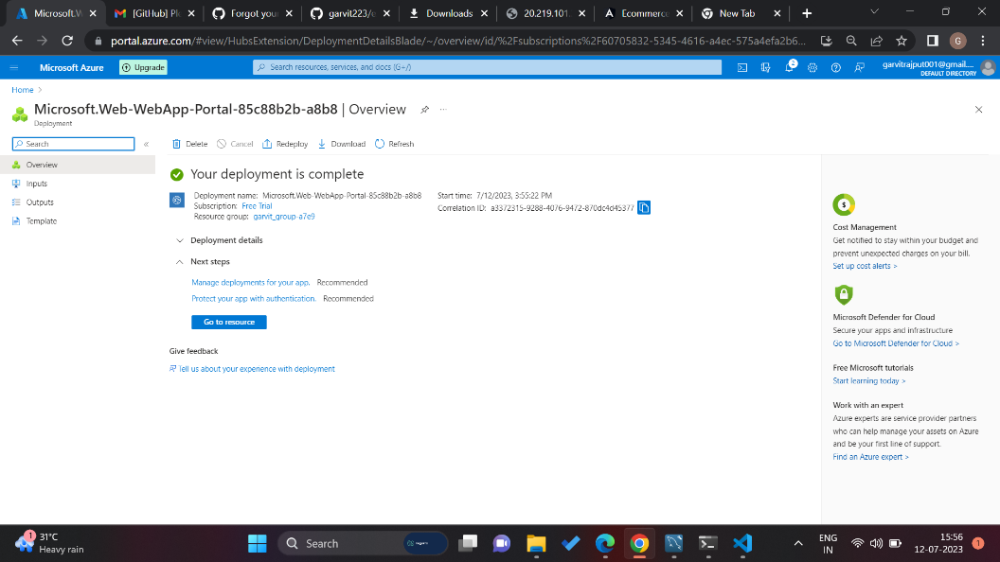 Microsoft.W
[GitHub] Ple
Forgot your
garvit223/e
Downloads
20.219.101.
Ecommerce
New Tab
portal.azure.com/#view/HubsExtension/DeploymentDetailsBlade/~/overview/id/%2Fsubscriptions%2F60705832-5345-4616-a4ec-575a4efa2b6...
G
Microsoft Azure
Upgrade
Search resources, services, and docs (G+/)
2
garvitrajput001@gmail....
DEFAULT DIRECTORY
Home >
Microsoft.Web-WebApp-Portal-85c88b2b-a8b8 | Overview
Deployment
Search
Delete Cancel Redeploy Download Refresh
Overview
Inputs
Outputs
Template
Your deployment is complete
Deployment name: Microsoft.Web-WebApp-Portal-85c88b2b-a8b8
Subscription: Free Trial
Resource group: garvit_group-a7e9
Start time: 7/12/2023, 3:55:22 PM
Correlation ID: a3372315-9288-4076-9472-870dc4d45377
Deployment details
Next steps
Manage deployments for your app. Recommended
Protect your app with authentication. Recommended
Go to resource
Give feedback
Tell us about your experience with deployment
Cost Management
Get notified to stay within your budget and
prevent unexpected charges on your bill.
Set up cost alerts >
Microsoft Defender for Cloud
Secure your apps and infrastructure
Go to Microsoft Defender for Cloud >
Free Microsoft tutorials
Start learning today >
Work with an expert
Azure experts are service provider partners
who can help manage your assets on Azure
and be your first line of support.
Find an Azure expert >
1
31°C
Heavy rain
Search
ENG
IN
15:56
12-07-2023
1